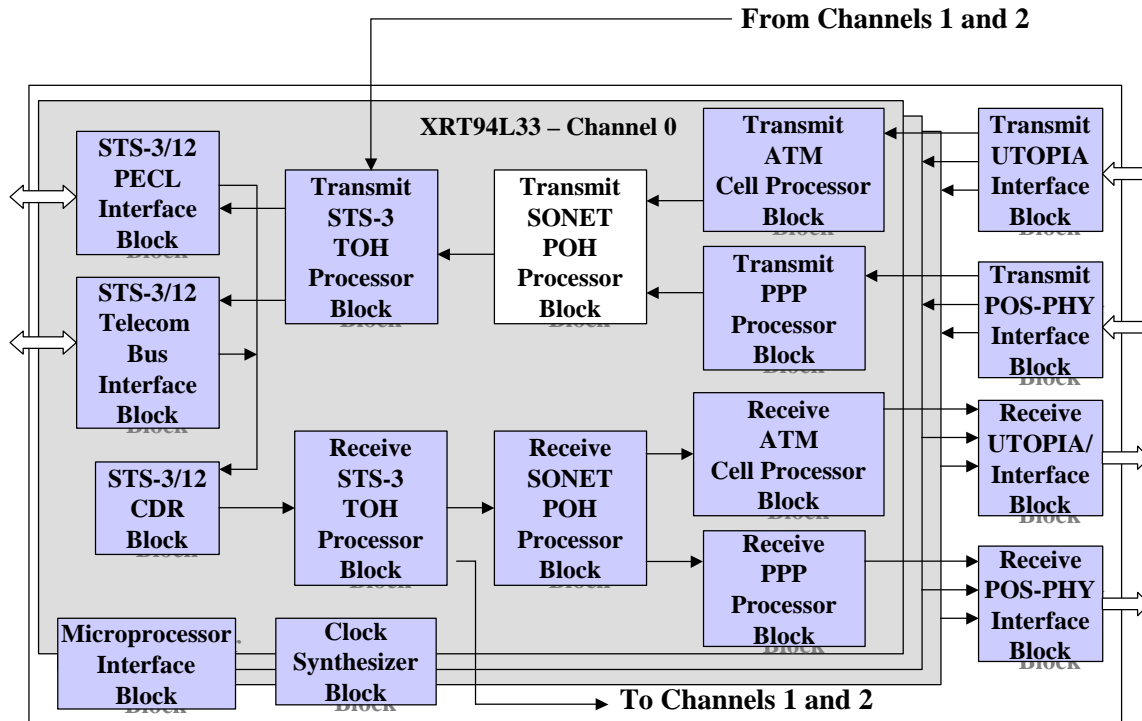 From Channels 1 and 2
XRT94L33 – Channel 0
STS-3/12
PECL
Interface
Block
Transmit
STS-3
TOH
Processor
Block
Transmit
SONET
POH
Processor
Block
Transmit
ATM
Cell Processor
Block
Transmit
UTOPIA
Interface
Block
STS-3/12
Telecom
Bus
Interface
Block
Transmit
PPP
Processor
Block
Transmit
POS-PHY
Interface
Block
STS-3/12
CDR
Block
Receive
STS-3
TOH
Processor
Block
Receive
SONET
POH
Processor
Block
Receive
ATM
Cell Processor
Block
Receive
UTOPIA/
Interface
Block
Receive
PPP
Processor
Block
Receive
POS-PHY
Interface
Block
Microprocessor
Interface
Block
Clock
Synthesizer
Block
To Channels 1 and 2